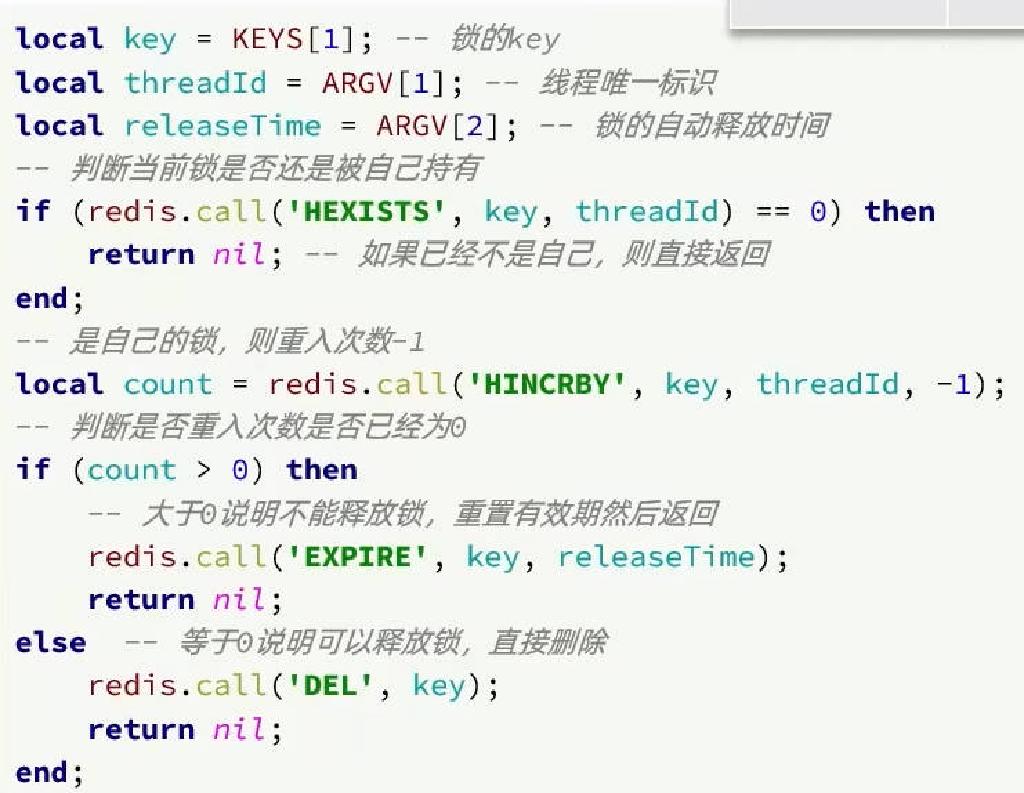 local key = KEYS[1]; -- 锁的key
local threadId = ARGV[1]; -- 线程唯一标识
local releaseTime = ARGV[2]; -- 锁的自动释放时间
-- 判断当前锁是否还是被自己持有
if (redis.call('HEXISTS', key, threadId) == 0) then
    return nil; -- 如果已经不是自己，则直接返回
end;
-- 是自己的锁，则重入次数-1
local count = redis.call('HINCRBY', key, threadId, -1);
-- 判断是否重入次数是否已经为0
if (count > 0) then
    -- 大于0说明不能释放锁，重置有效期然后返回
    redis.call('EXPIRE', key, releaseTime);
    return nil;
else  -- 等于0说明可以释放锁，直接删除
    redis.call('DEL', key);
    return nil;
end;